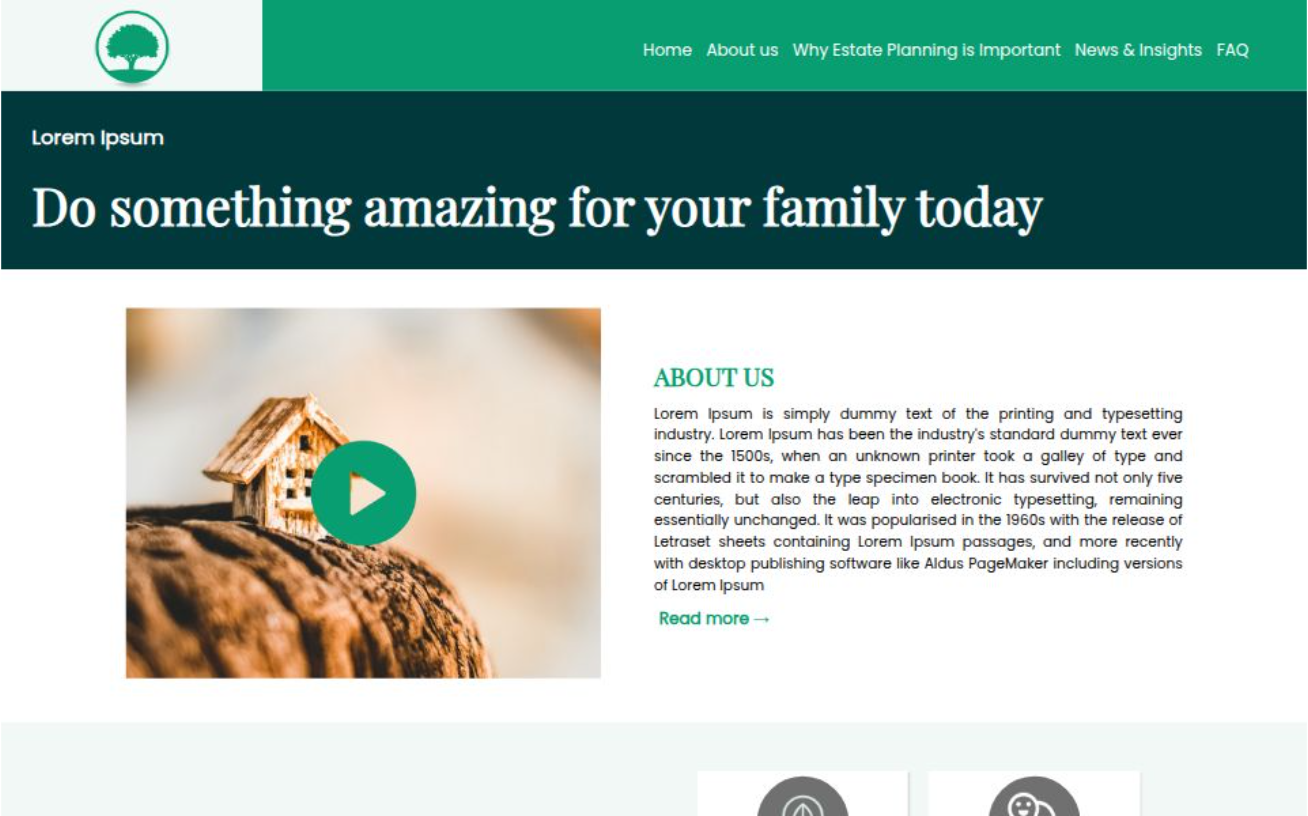 Home About us Why Estate Planning is Important News & Insights FAQ
Lorem Ipsum
Do something amazing for your family today
ABOUT US
Lorem Ipsum is simply dummy text of the printing and typesetting
industry. Lorem Ipsum has been the industry's standard dummy text ever
since the 1500s, when an unknown printer took a galley of type and
scrambled it to make a type specimen book. It has survived not only five
centuries, but also the leap into electronic typesetting, remaining
essentially unchanged. It was popularised in the 1960s with the release of
Letraset sheets containing Lorem Ipsum passages, and more recently
with desktop publishing software like Aldus PageMaker including versions
of Lorem Ipsum
Read more →